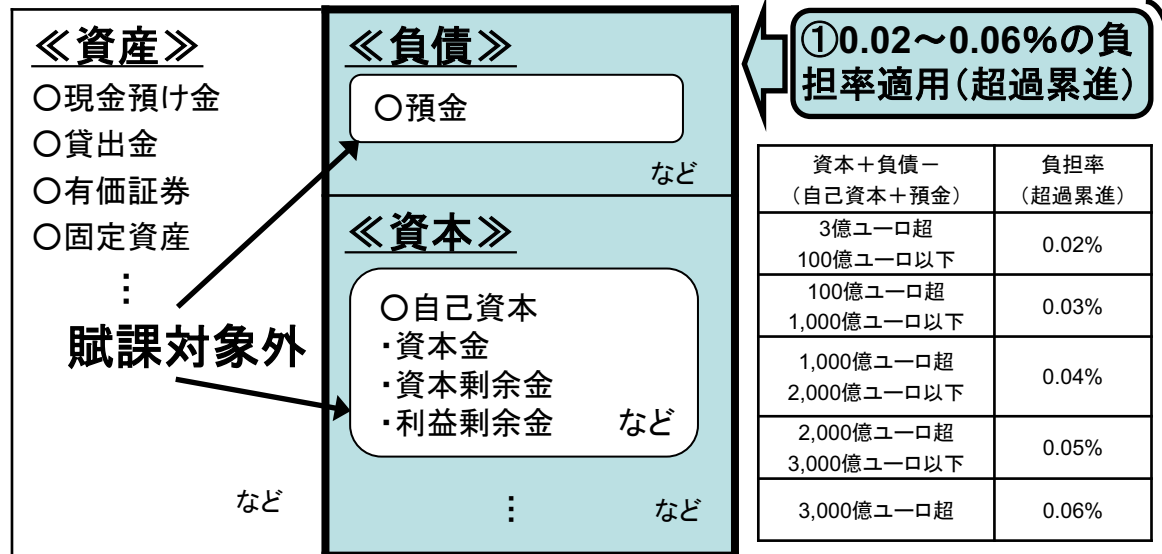 ≪資産≫
〇現金預け金
〇貸出金
〇有価証券
〇固定資産
⋮
など
賦課対象外
≪負債≫
〇預金
など
≪資本≫
〇自己資本
・資本金
・資本剰余金
・利益剰余金 など
⋮ など
①0.02～0.06%の負
担率適用(超過累進)
資本＋負債－
(自己資本＋預金)
負担率
(超過累進)
3億ユーロ超
100億ユーロ以下
0.02%
100億ユーロ超
1,000億ユーロ以下
0.03%
1,000億ユーロ超
2,000億ユーロ以下
0.04%
2,000億ユーロ超
3,000億ユーロ以下
0.05%
3,000億ユーロ超
0.06%